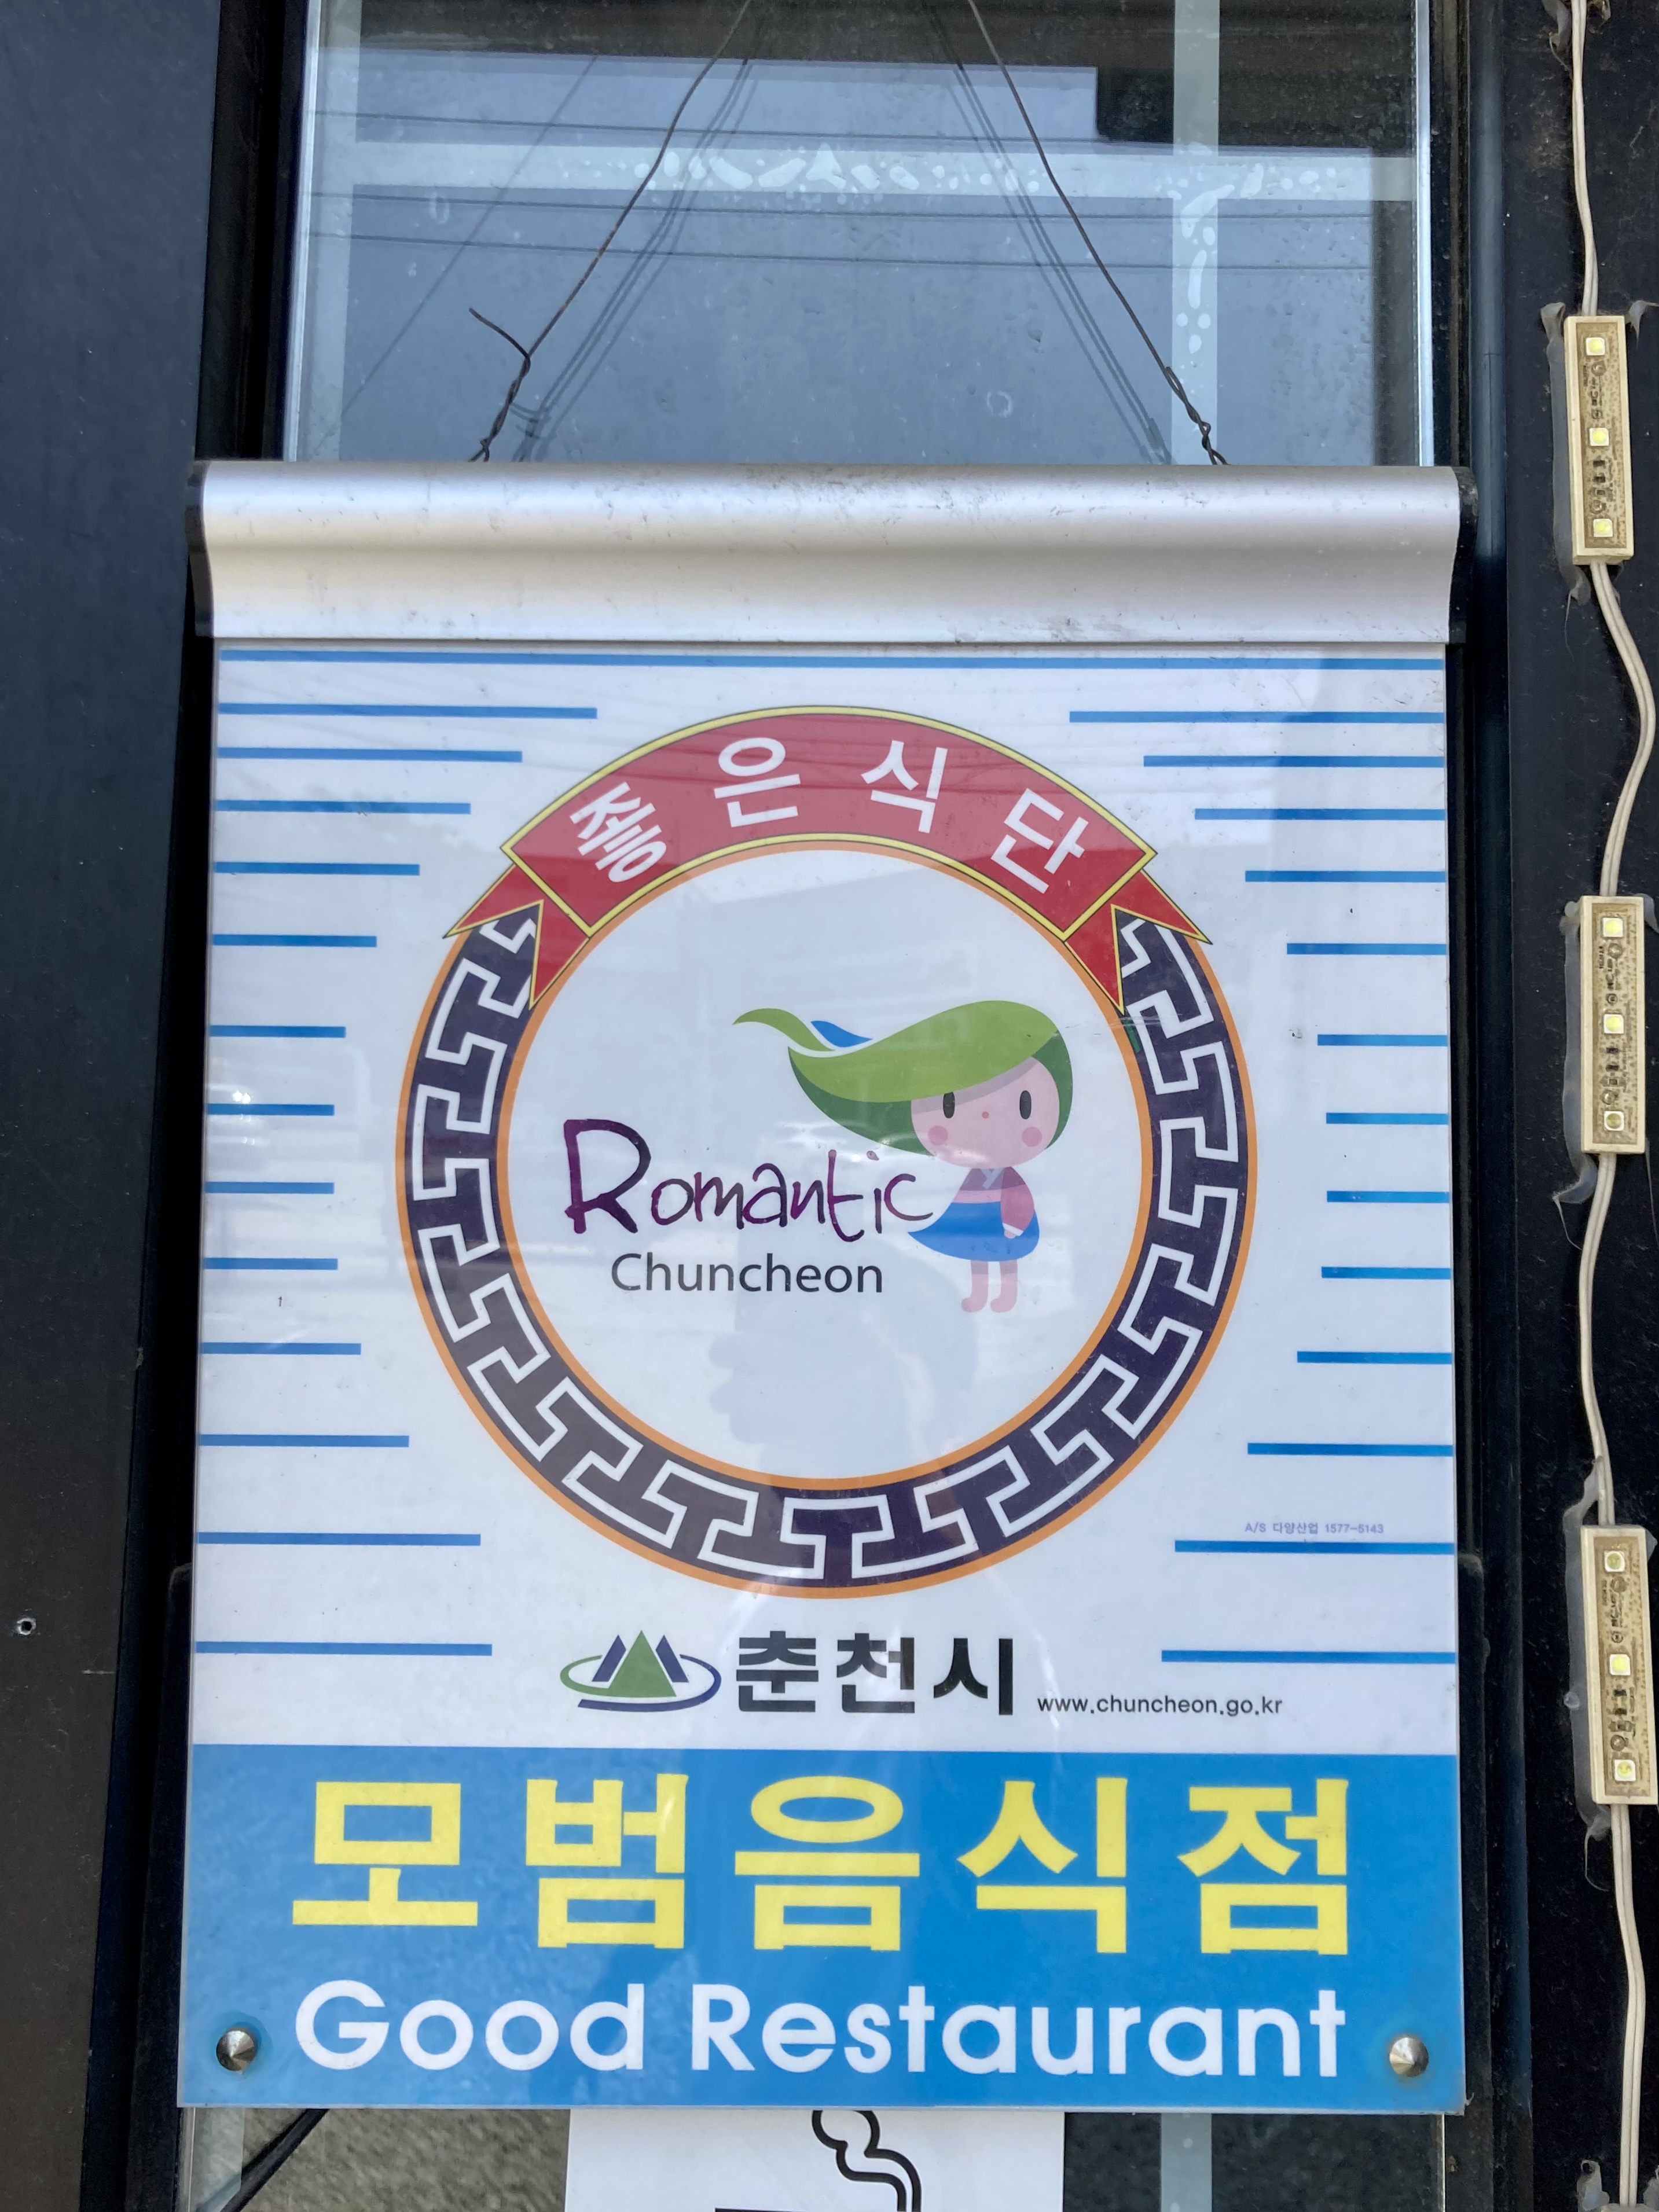 좋은식단
Romantic
Chuncheon
A/S 다양산업 1577-5143
춘천시 www.chuncheon.go.kr
모범음식점
Good Restaurant